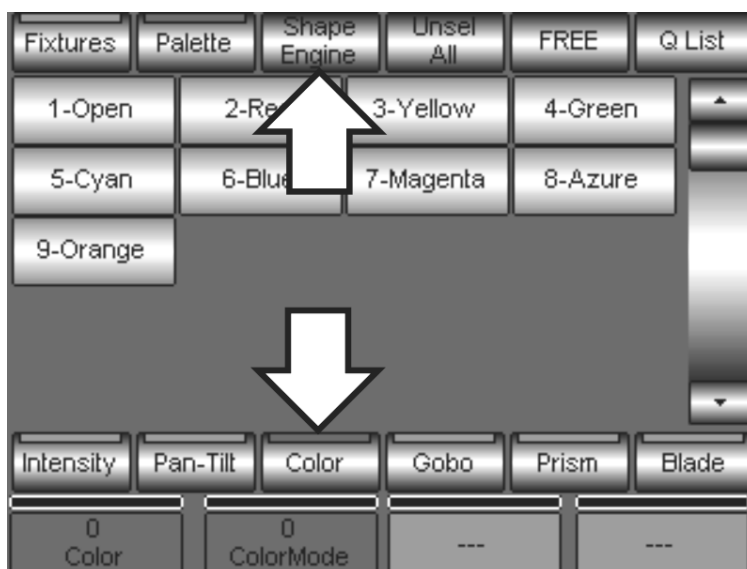 Fixtures Palette Shape Engine Unsel All FREE Q List
1-Open 3-Yellow 4-Green
5-Cyan 7-Magenta 8-Azure
9-Orange
Intensity Pan-Tilt Color Gobo Prism Blade
0 0 --- ---
Color ColorMode